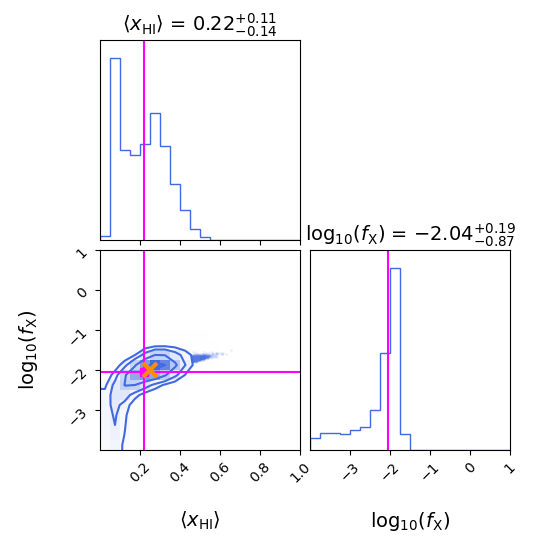 ⟨x_HI⟩ = 0.22^{+0.11}_{−0.14}
log₁₀(f_X) = −2.04^{+0.19}_{−0.87}
log₁₀(f_X)
1
0
−1
−2
−3
0.2 0.4 0.6 0.8 1.0
−3 −2 −1 0 1
⟨x_HI⟩
log₁₀(f_X)